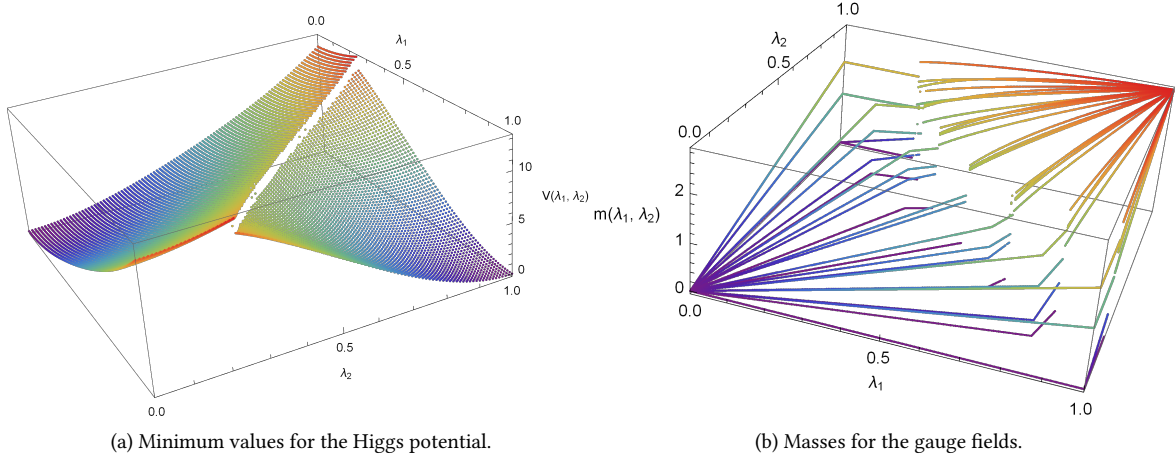 0.0
λ₁
0.5
1.0
10
V(λ₁, λ₂)
5
0
1.0
0.5
λ₂
0.0
1.0
λ₂
0.5
0.0
2
m(λ₁, λ₂)
1
0
0.0
0.5
λ₁
1.0
(a) Minimum values for the Higgs potential.
(b) Masses for the gauge fields.